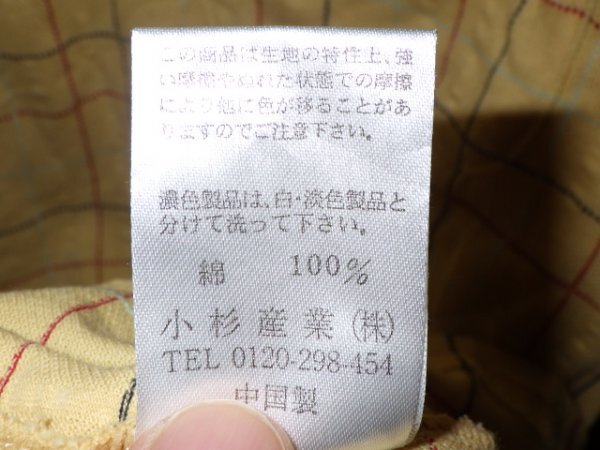 この商品は生地の特性上、強
い摩擦やぬれた状態での摩擦
により他に色が移ることがあ
りますのでご注意下さい。
濃色製品は、白・淡色製品と
分けて洗って下さい。
綿 100%
小杉産業(株)
TEL 0120-298-454
中国製